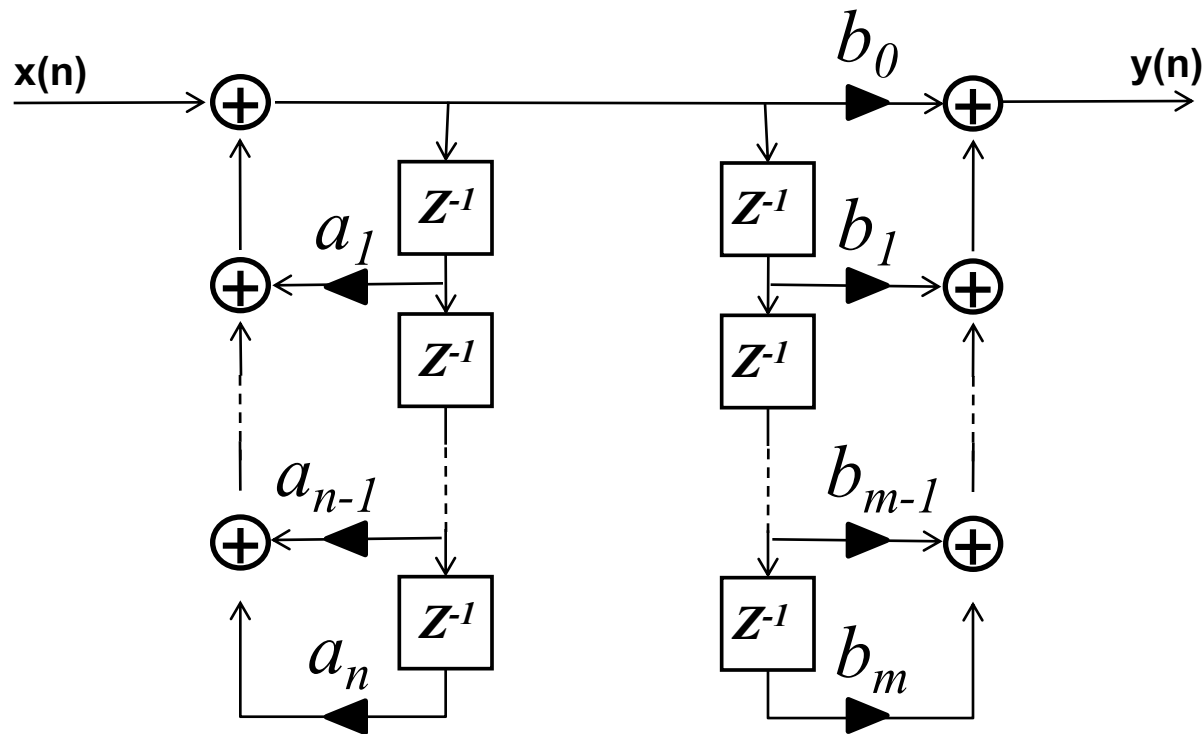 x(n)
b0
y(n)
+
+
Z-1
Z-1
a1
b1
+
+
Z-1
Z-1
an-1
bm-1
+
+
Z-1
Z-1
an
bm